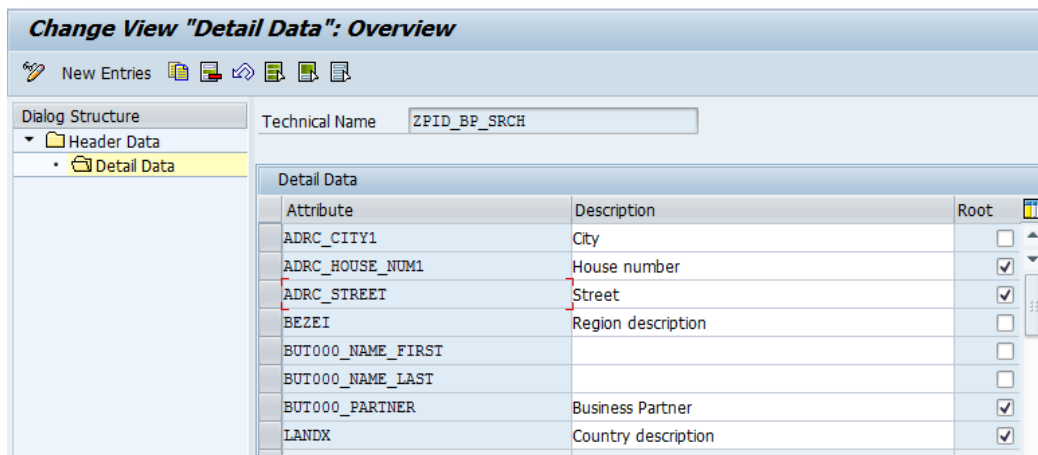 Change View "Detail Data": Overview
New Entries
Dialog Structure
Header Data
Detail Data
Technical Name ZPID_BP_SRCH
Detail Data
Attribute Description Root
ADRC_CITY1 City
ADRC_HOUSE_NUM1 House number
ADRC_STREET Street
BEZEI Region description
BUT000_NAME_FIRST
BUT000_NAME_LAST
BUT000_PARTNER Business Partner
LANDX Country description